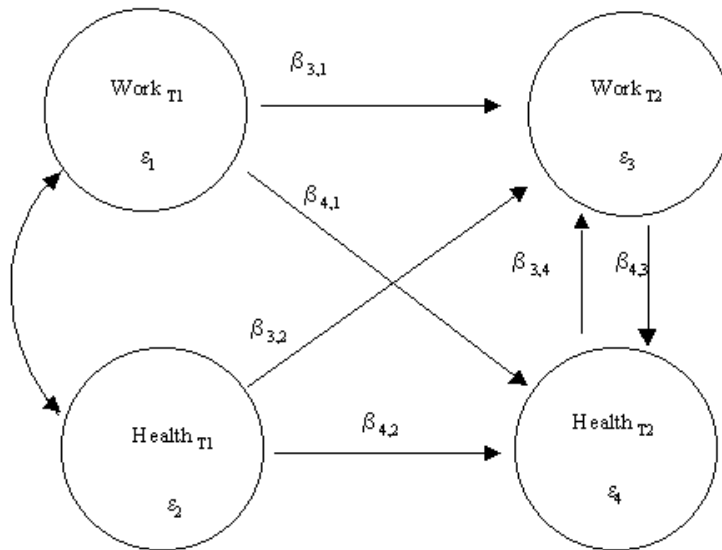 Work T1
ε1
β3,1
Work T2
ε3
β4,1
β3,2
β3,4
β4,3
Health T1
ε2
β4,2
Health T2
ε4